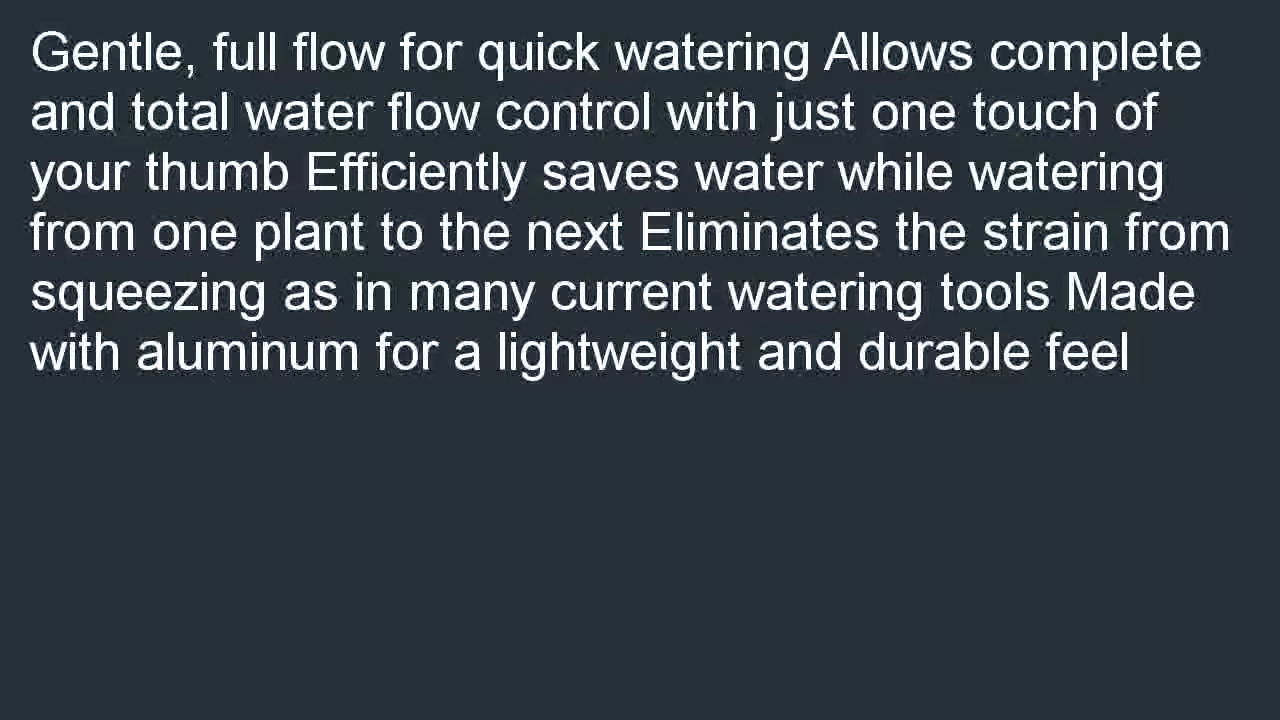 Gentle, full flow for quick watering Allows complete
and total water flow control with just one touch of
your thumb Efficiently saves water while watering
from one plant to the next Eliminates the strain from
squeezing as in many current watering tools Made
with aluminum for a lightweight and durable feel